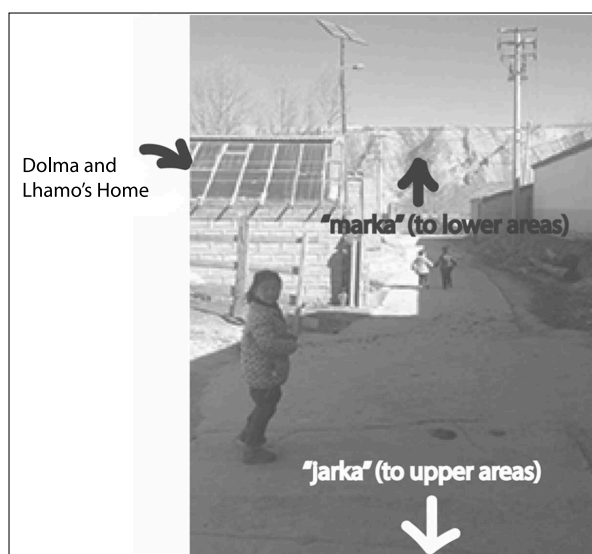 Dolma and
Lhamo's Home
"marka" (to lower areas)
"jarka" (to upper areas)